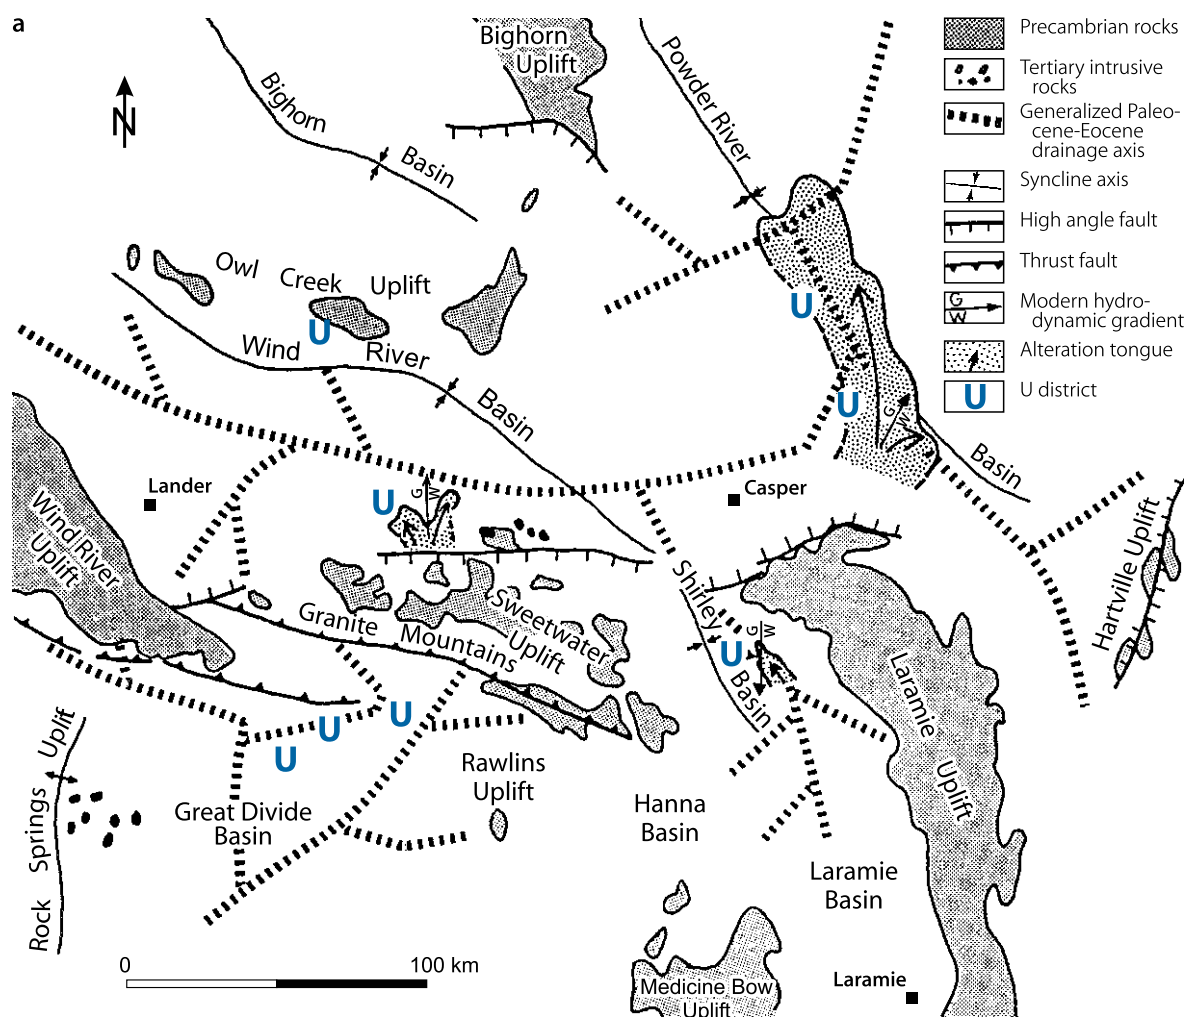 a
N
Bighorn
Uplift
Bighorn
Basin
Powder River
Basin
Owl Creek Uplift
U
Wind River
Basin
U
U
G
W
Lander
U
G
W
Casper
Wind River
Uplift
Granite Mountains
Sweetwater
Uplift
Shirley
Basin
G
W
U
Hartville Uplift
Laramie
Uplift
U
U
U
Rock Springs Uplif
Great Divide
Basin
Rawlins
Uplift
Hanna
Basin
Laramie
Basin
Medicine Bow
Uplift
Laramie
0
100 km
Precambrian rocks
Tertiary intrusive
rocks
Generalized Paleo-
cene-Eocene
drainage axis
Syncline axis
High angle fault
Thrust fault
G
W
Modern hydro-
dynamic gradient
Alteration tongue
U
U district